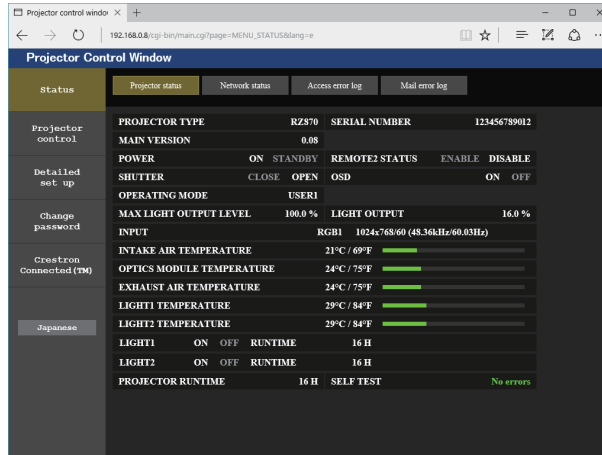 Projector control window
192.168.0.8/cgi-bin/main.cgi?page=MENU_STATUS&lang=e
Projector Control Window
Status
Projector control
Detailed set up
Change password
Crestron Connected(TM)
Japanese
Projector status Network status Access error log Mail error log
PROJECTOR TYPE RZ870 SERIAL NUMBER 123456789012
MAIN VERSION 0.08
POWER ON STANDBY REMOTE2 STATUS ENABLE DISABLE
SHUTTER CLOSE OPEN OSD ON OFF
OPERATING MODE USER1
MAX LIGHT OUTPUT LEVEL 100.0 % LIGHT OUTPUT 16.0 %
INPUT RGB1 1024x768/60 (48.36kHz/60.03Hz)
INTAKE AIR TEMPERATURE 21°C / 69°F
OPTICS MODULE TEMPERATURE 24°C / 75°F
EXHAUST AIR TEMPERATURE 24°C / 75°F
LIGHT1 TEMPERATURE 29°C / 84°F
LIGHT2 TEMPERATURE 29°C / 84°F
LIGHT1 ON OFF RUNTIME 16 H
LIGHT2 ON OFF RUNTIME 16 H
PROJECTOR RUNTIME 16 H SELF TEST No errors